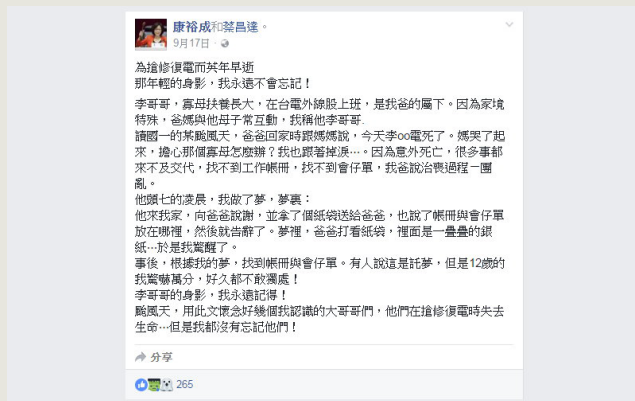 康裕成和蔡昌達。
9月17日 ·
為搶修復電而英年早逝
那年輕的身影，我永遠不會忘記！
李哥哥，寡母扶養長大，在台電外線股上班，是我爸的屬下。因為家境
特殊，爸媽與他母子常互動，我稱他李哥哥.
讀國一的某颱風天，爸爸回家時跟媽媽說，今天李oo電死了。媽哭了起
來，擔心那個寡母怎麼辦？我也跟著掉淚⋯。因為意外死亡，很多事都
來不及交代，找不到工作帳冊，找不到會仔單，我爸說治喪過程一團
亂。
他頭七的凌晨，我做了夢，夢裏：
他來我家，向爸爸說謝，並拿了個紙袋送給爸爸，也說了帳冊與會仔單
放在哪裡，然後就告辭了。夢裡，爸爸打看紙袋，裡面是一疊疊的銀
紙⋯於是我驚醒了。
事後，根據我的夢，找到帳冊與會仔單。有人說這是託夢，但是12歲的
我驚嚇萬分，好久都不敢獨處！
李哥哥的身影，我永遠記得！
颱風天，用此文懷念好幾個我認識的大哥哥們，他們在搶修復電時失去
生命⋯但是我都沒有忘記他們！
分享
265